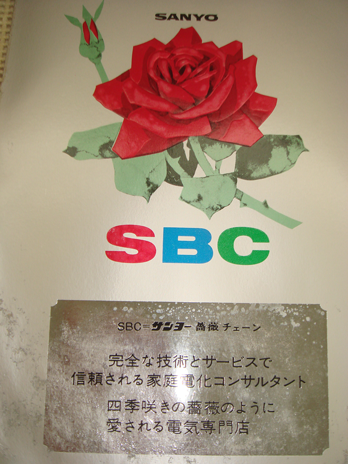 SANYO
SBC
"SBC=サンヨー薔薇チェーン
完全な技術とサービスで
信頼される家庭電化コンサルタント
四季咲きの薔薇のように
愛される電気専門店